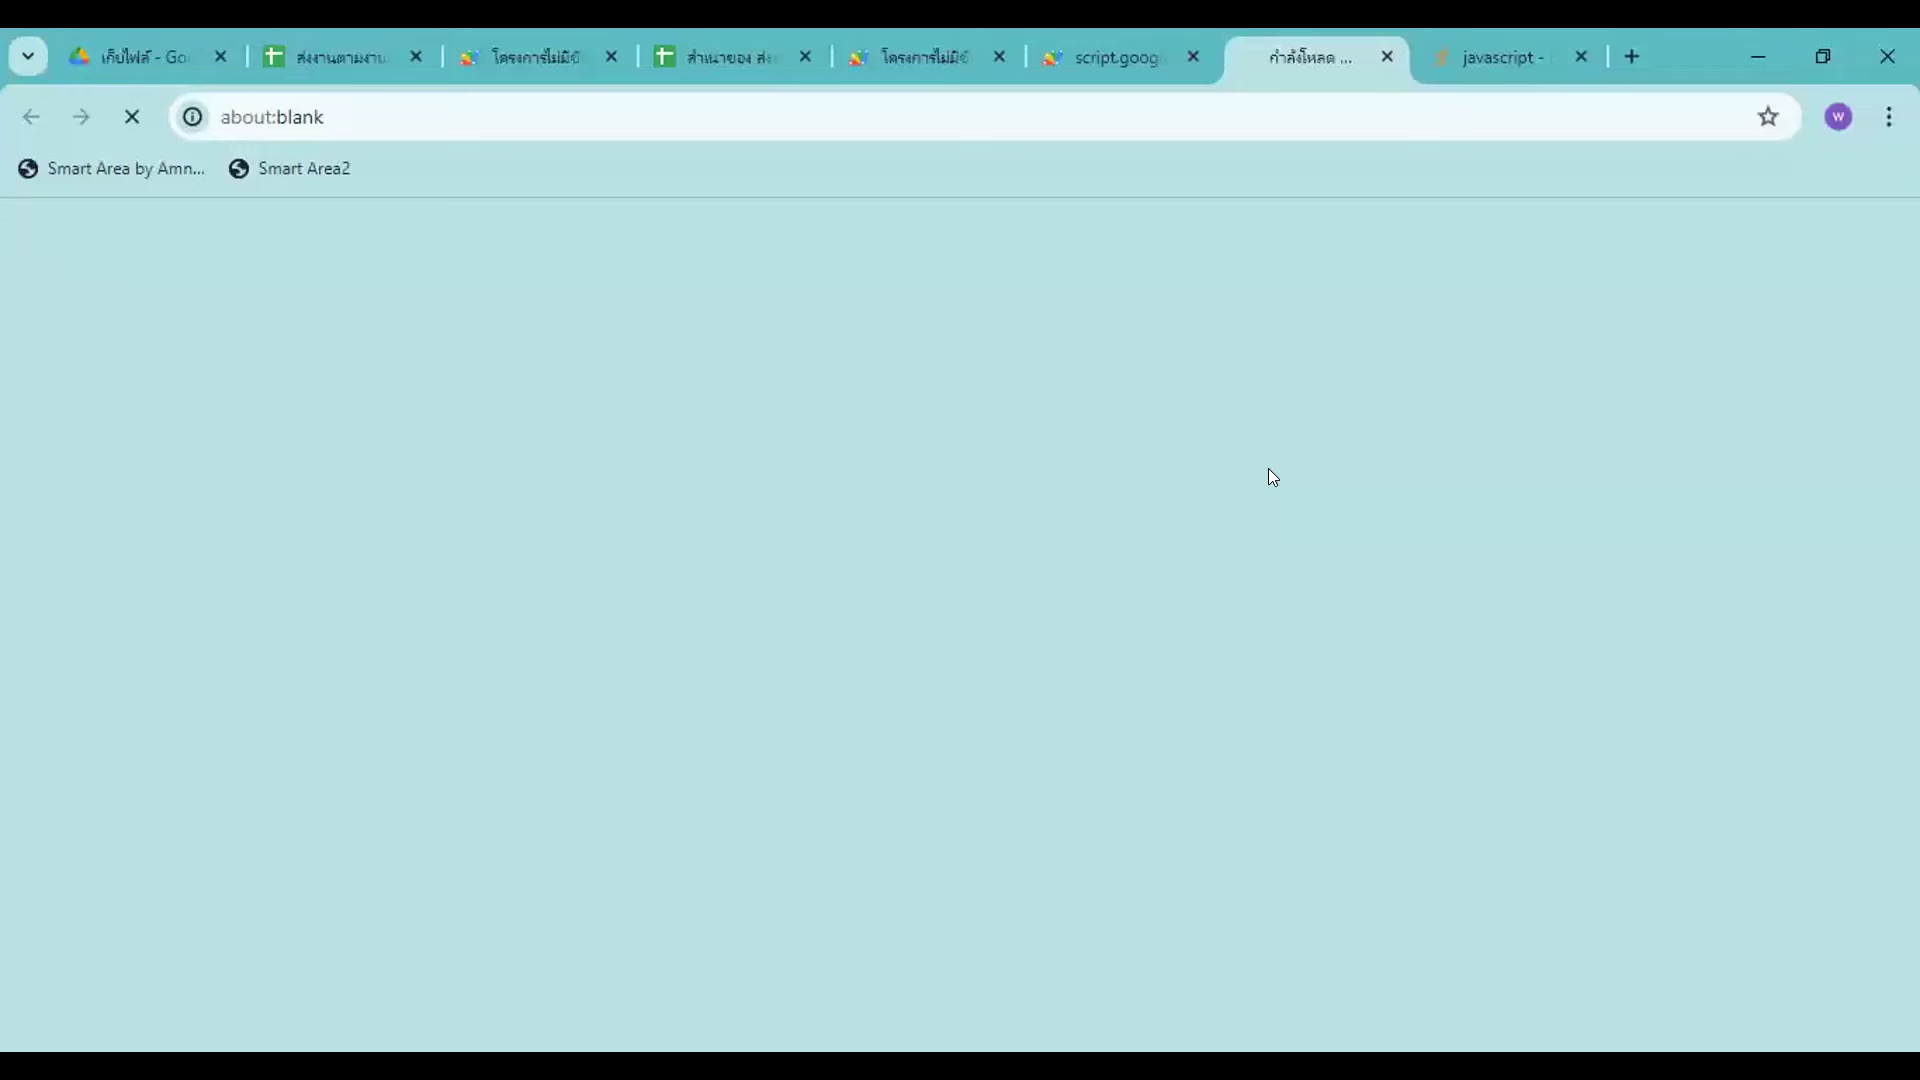 เก็บไฟล์ - Go
ส่งงานตามงาน
โครงการไม่มีชื่
สำเนาของ ส่ง
โครงการไม่มีชื่
script.goog
กำลังโหลด ...
javascript -
about:blank
W
Smart Area by Amn...
Smart Area2